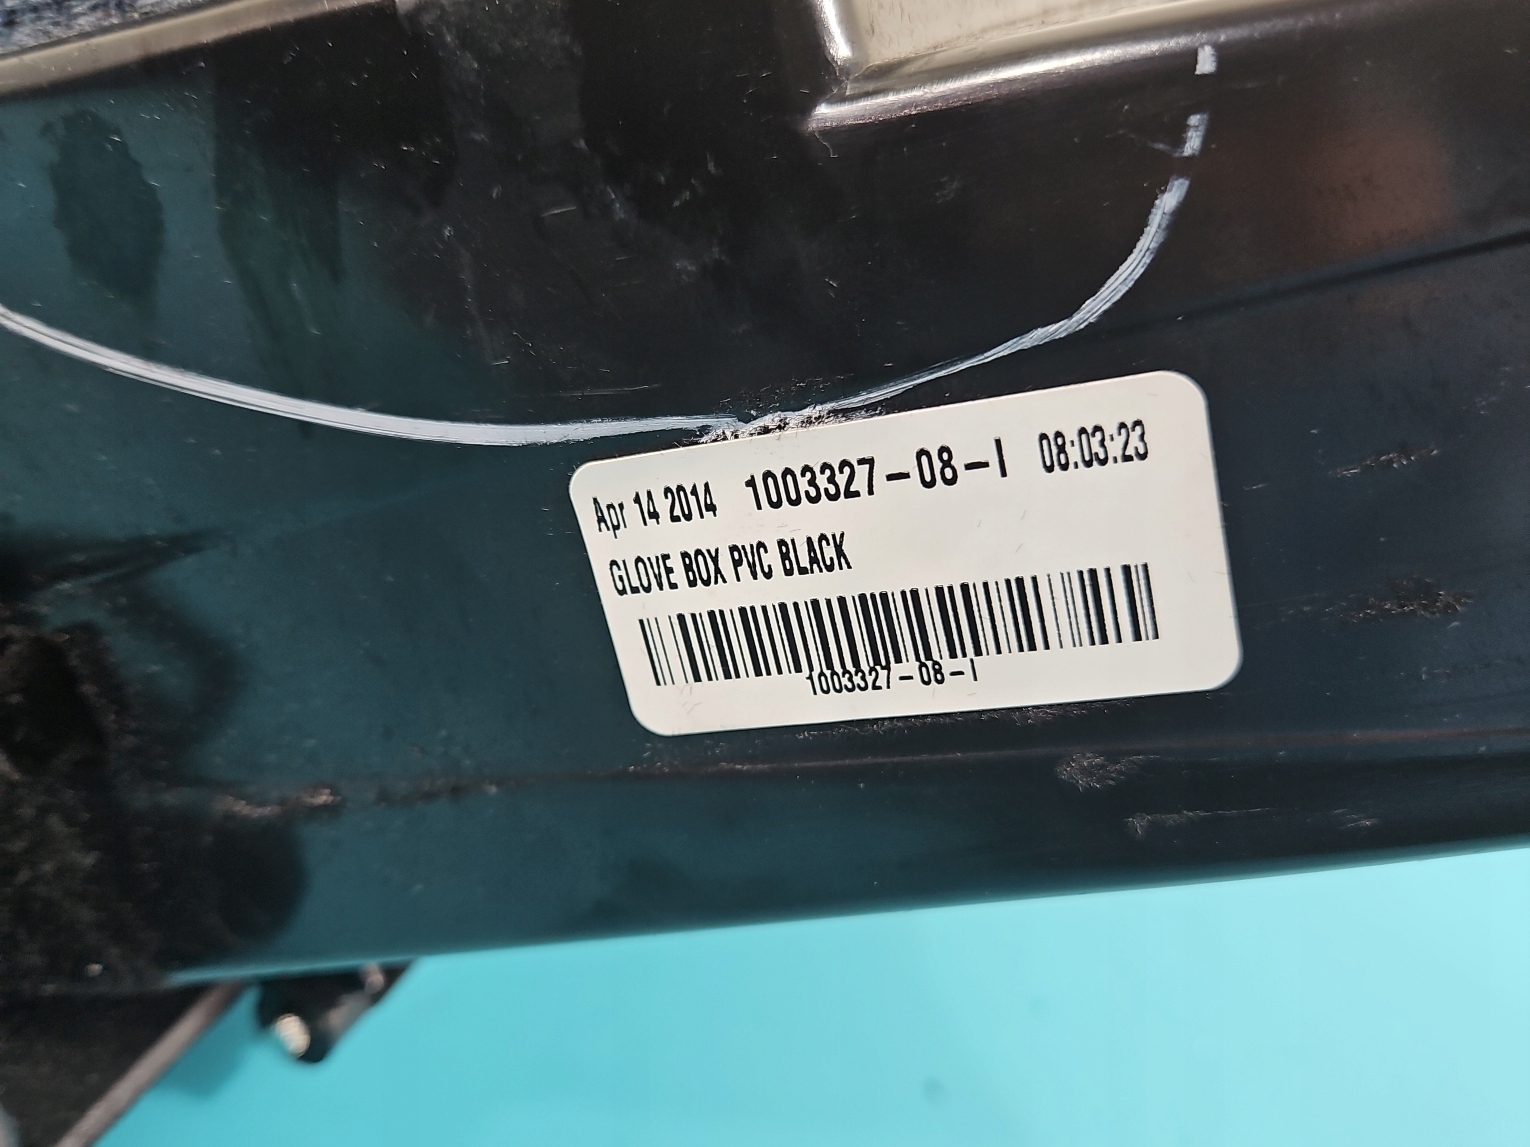 Apr 14 2014 1003327-08-I 08:03:23
GLOVE BOX PVC BLACK
1003327-08-I